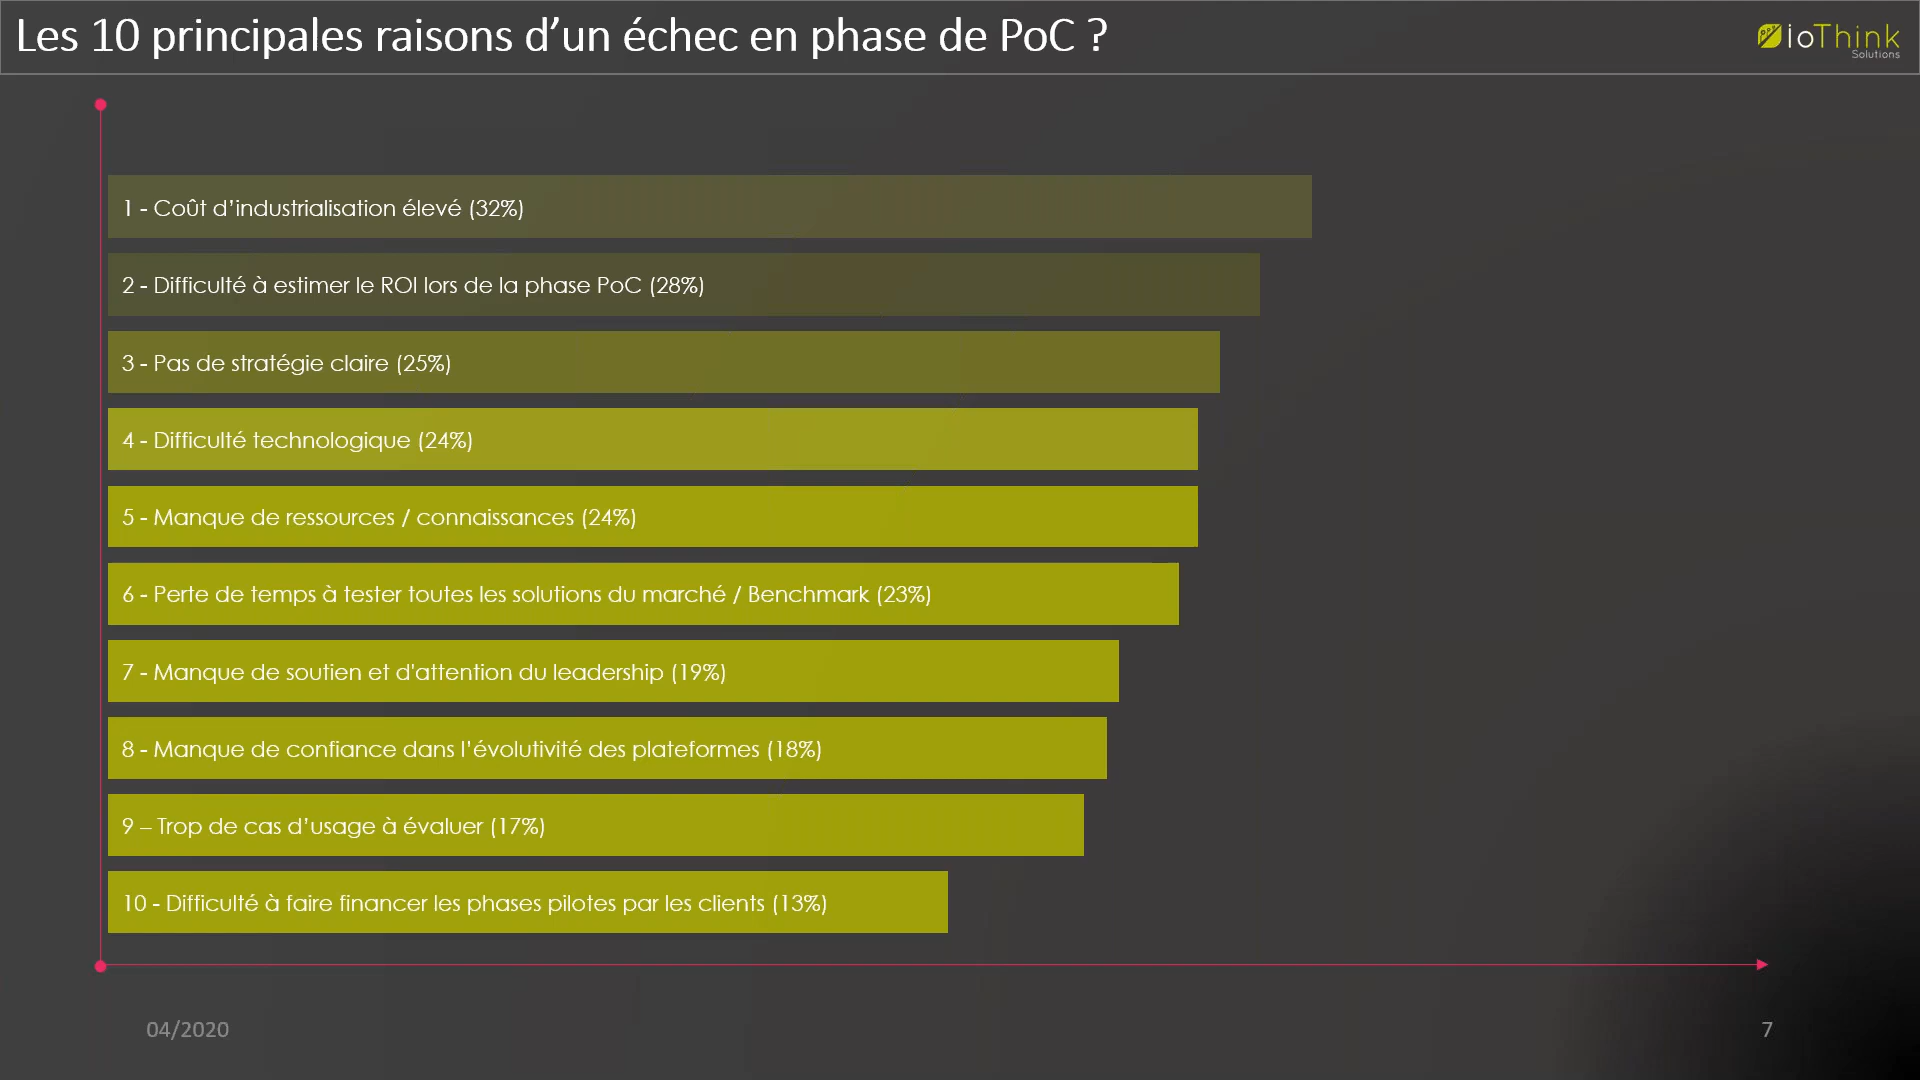 Les 10 principales raisons d’un échec en phase de PoC ?
ioThink
Solutions
1 - Coût d’industrialisation élevé (32%)
2 - Difficulté à estimer le ROI lors de la phase PoC (28%)
3 - Pas de stratégie claire (25%)
4 - Difficulté technologique (24%)
5 - Manque de ressources / connaissances (24%)
6 - Perte de temps à tester toutes les solutions du marché / Benchmark (23%)
7 - Manque de soutien et d'attention du leadership (19%)
8 - Manque de confiance dans l’évolutivité des plateformes (18%)
9 – Trop de cas d’usage à évaluer (17%)
10 - Difficulté à faire financer les phases pilotes par les clients (13%)
04/2020
7